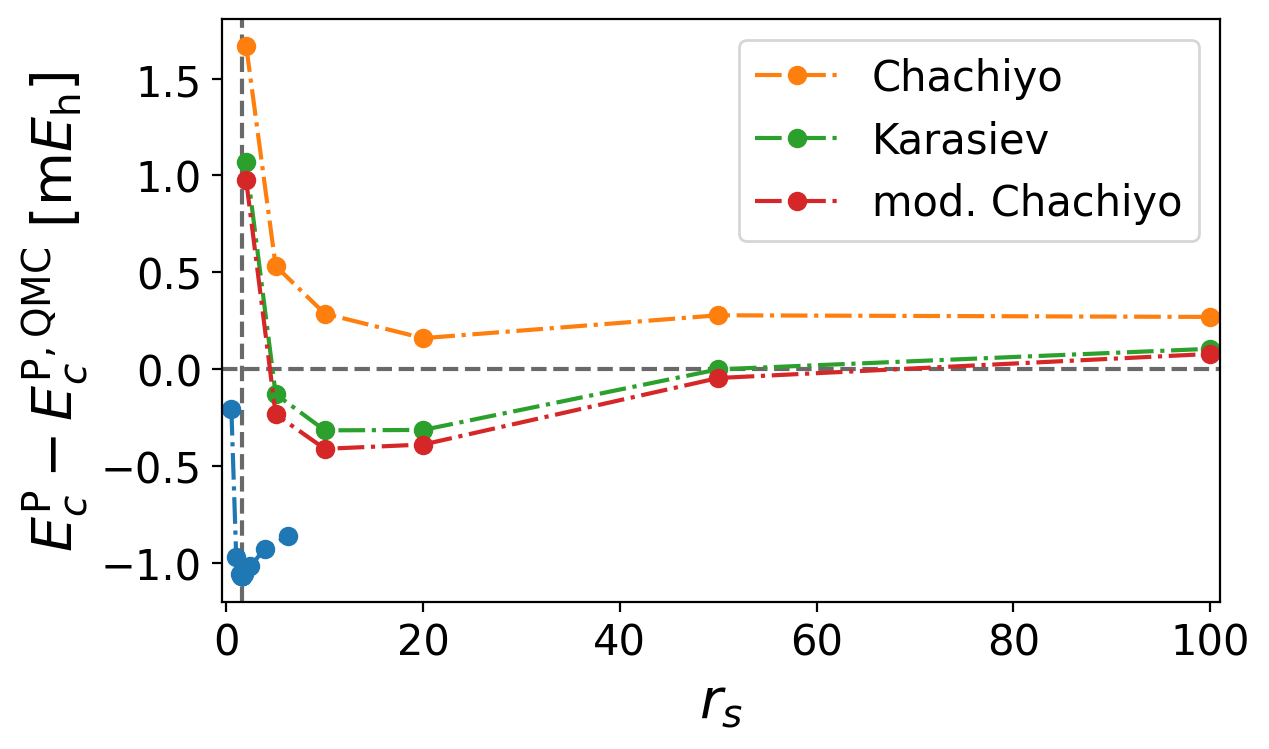 Chachiyo
Karasiev
mod. Chachiyo
1.5
1.0
0.5
0.0
−0.5
−1.0
0 20 40 60 80 100
r_s
E_c^P − E_c^{P, QMC} [mE_h]